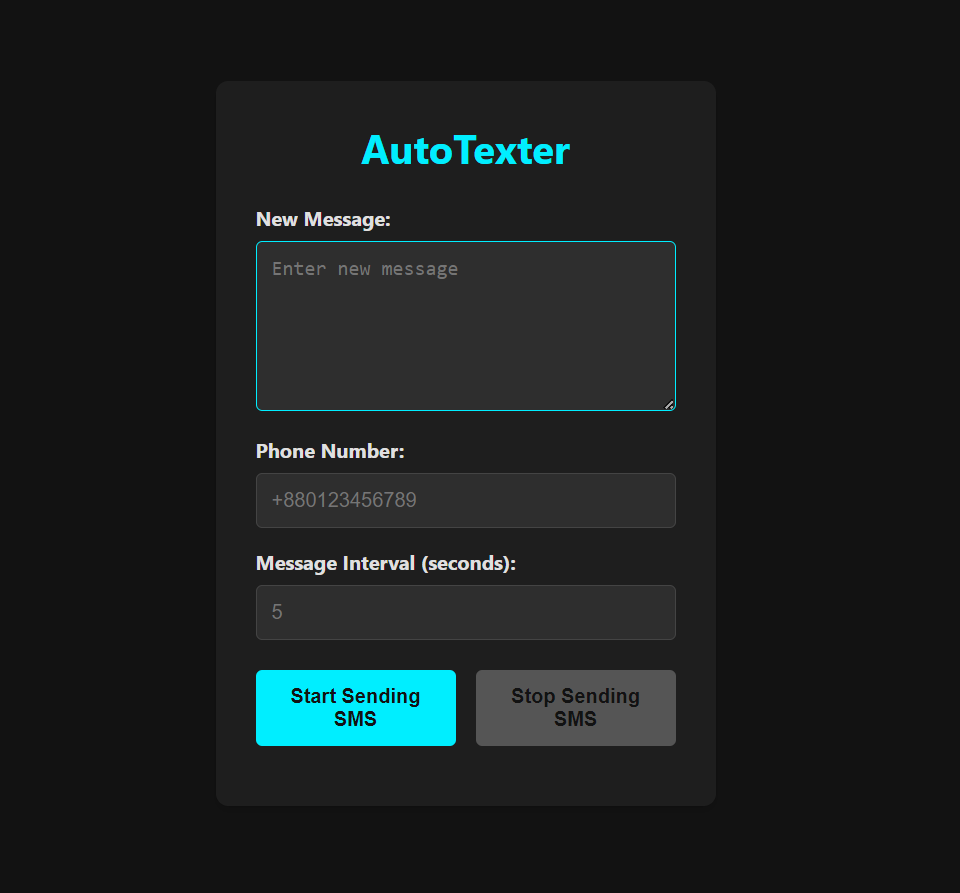 AutoTexter
New Message:
Enter new message
Phone Number:
+880123456789
Message Interval (seconds):
5
Start Sending
SMS
Stop Sending
SMS